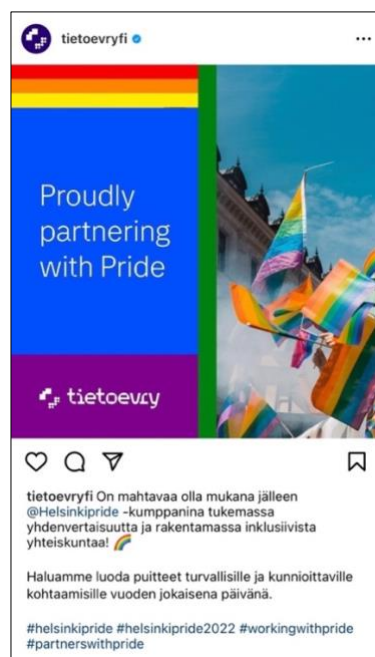 tietoevryfi
Proudly
partnering
with Pride
tietoevry
tietoevryfi On mahtavaa olla mukana jälleen
@Helsinkipride -kumppanina tukemassa
yhdenvertaisuutta ja rakentamassa inklusiivista
yhteiskuntaa! 🌈
Haluamme luoda puitteet turvallisille ja kunnioittaville
kohtaamisille vuoden jokaisena päivänä.
#helsinkipride #helsinkipride2022 #workingwithpride
#partnerswithpride